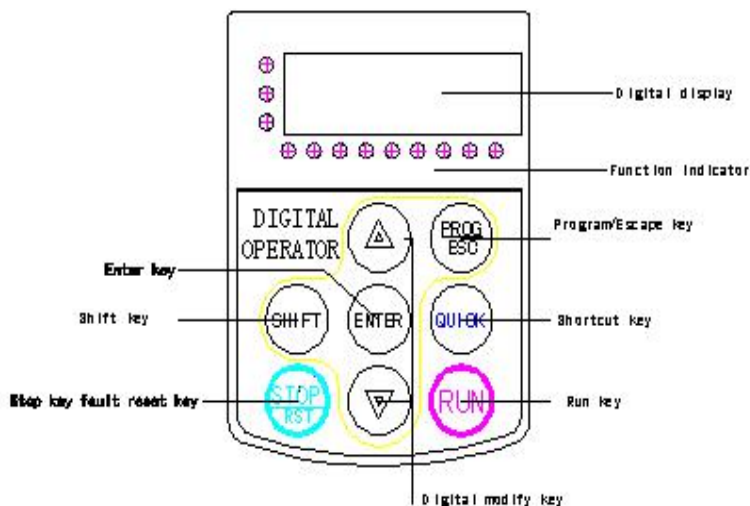 Digital display
Function indicator
DIGITAL
OPERATOR
PROG
ESC
Program/Escape key
Enter key
Shift key
SHIFT
ENTER
QUICK
Shortcut key
Stop key fault reset key
STOP
RST
RUN
Run key
Digital modify key